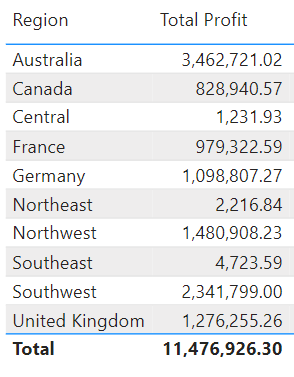 Region Total Profit
Australia 3,462,721.02
Canada 828,940.57
Central 1,231.93
France 979,322.59
Germany 1,098,807.27
Northeast 2,216.84
Northwest 1,480,908.23
Southeast 4,723.59
Southwest 2,341,799.00
United Kingdom 1,276,255.26
Total 11,476,926.30